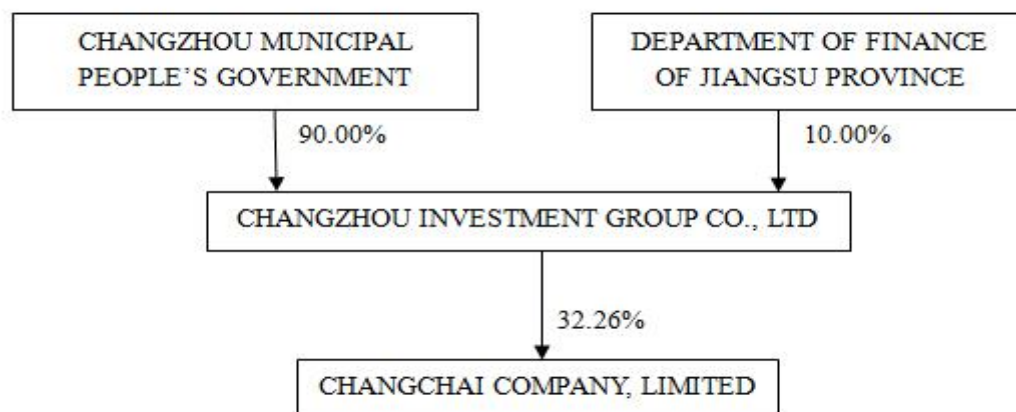 CHANGZHOU MUNICIPAL
PEOPLE’S GOVERNMENT
DEPARTMENT OF FINANCE
OF JIANGSU PROVINCE
90.00%
10.00%
CHANGZHOU INVESTMENT GROUP CO., LTD
32.26%
CHANGCHAI COMPANY, LIMITED